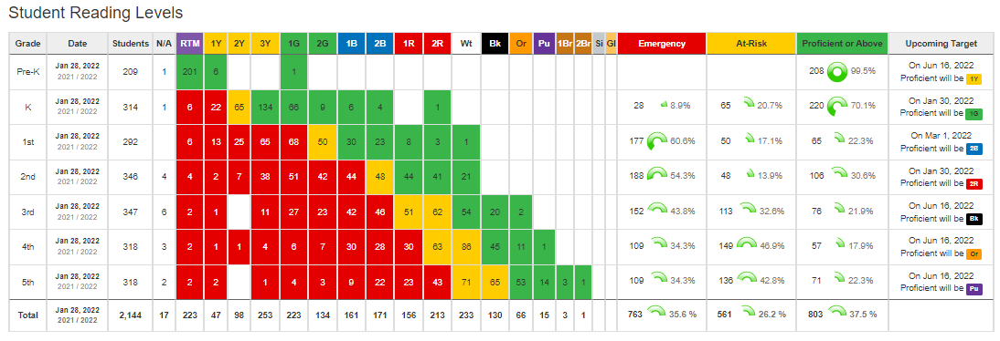 Student Reading Levels
Grade Date Students N/A RTM 1Y 2Y 3Y 1G 2G 1B 2B 1R 2R Wt Bk Or Pu 1Br 2Br Si Gl Emergency At-Risk Proficient or Above Upcoming Target
Pre-K Jan 28, 2022 209 1 201 6 1 208 99.5% On Jun 16, 2022
2021 / 2022 Proficient will be 1Y
K Jan 28, 2022 314 1 6 22 65 134 66 9 6 4 1 28 8.9% 65 20.7% 220 70.1% On Jan 30, 2022
2021 / 2022 Proficient will be 1G
1st Jan 28, 2022 292 6 13 25 65 68 50 30 23 8 3 1 177 60.6% 50 17.1% 65 22.3% On Mar 1, 2022
2021 / 2022 Proficient will be 2B
2nd Jan 28, 2022 346 4 4 2 7 38 51 42 44 48 44 41 21 188 54.3% 48 13.9% 106 30.6% On Jan 30, 2022
2021 / 2022 Proficient will be 2R
3rd Jan 28, 2022 347 6 2 1 11 27 23 42 46 51 62 54 20 2 152 43.8% 113 32.6% 76 21.9% On Jun 16, 2022
2021 / 2022 Proficient will be Bk
4th Jan 28, 2022 318 3 2 1 1 4 6 7 30 28 30 63 86 45 11 1 109 34.3% 149 46.9% 57 17.9% On Jun 16, 2022
2021 / 2022 Proficient will be Or
5th Jan 28, 2022 318 2 2 2 1 4 3 9 22 23 43 71 65 53 14 3 1 109 34.3% 136 42.8% 71 22.3% On Jun 16, 2022
2021 / 2022 Proficient will be Pu
Total Jan 28, 2022 2,144 17 223 47 98 253 223 134 161 171 156 213 233 130 66 15 3 1 763 35.6 % 561 26.2 % 803 37.5 %
2021 / 2022